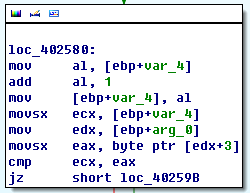 loc_402580:
mov     al, [ebp+var_4]
add     al, 1
mov     [ebp+var_4], al
movsx   ecx, [ebp+var_4]
mov     edx, [ebp+arg_0]
movsx   eax, byte ptr [edx+3]
cmp     ecx, eax
jz      short loc_40259B